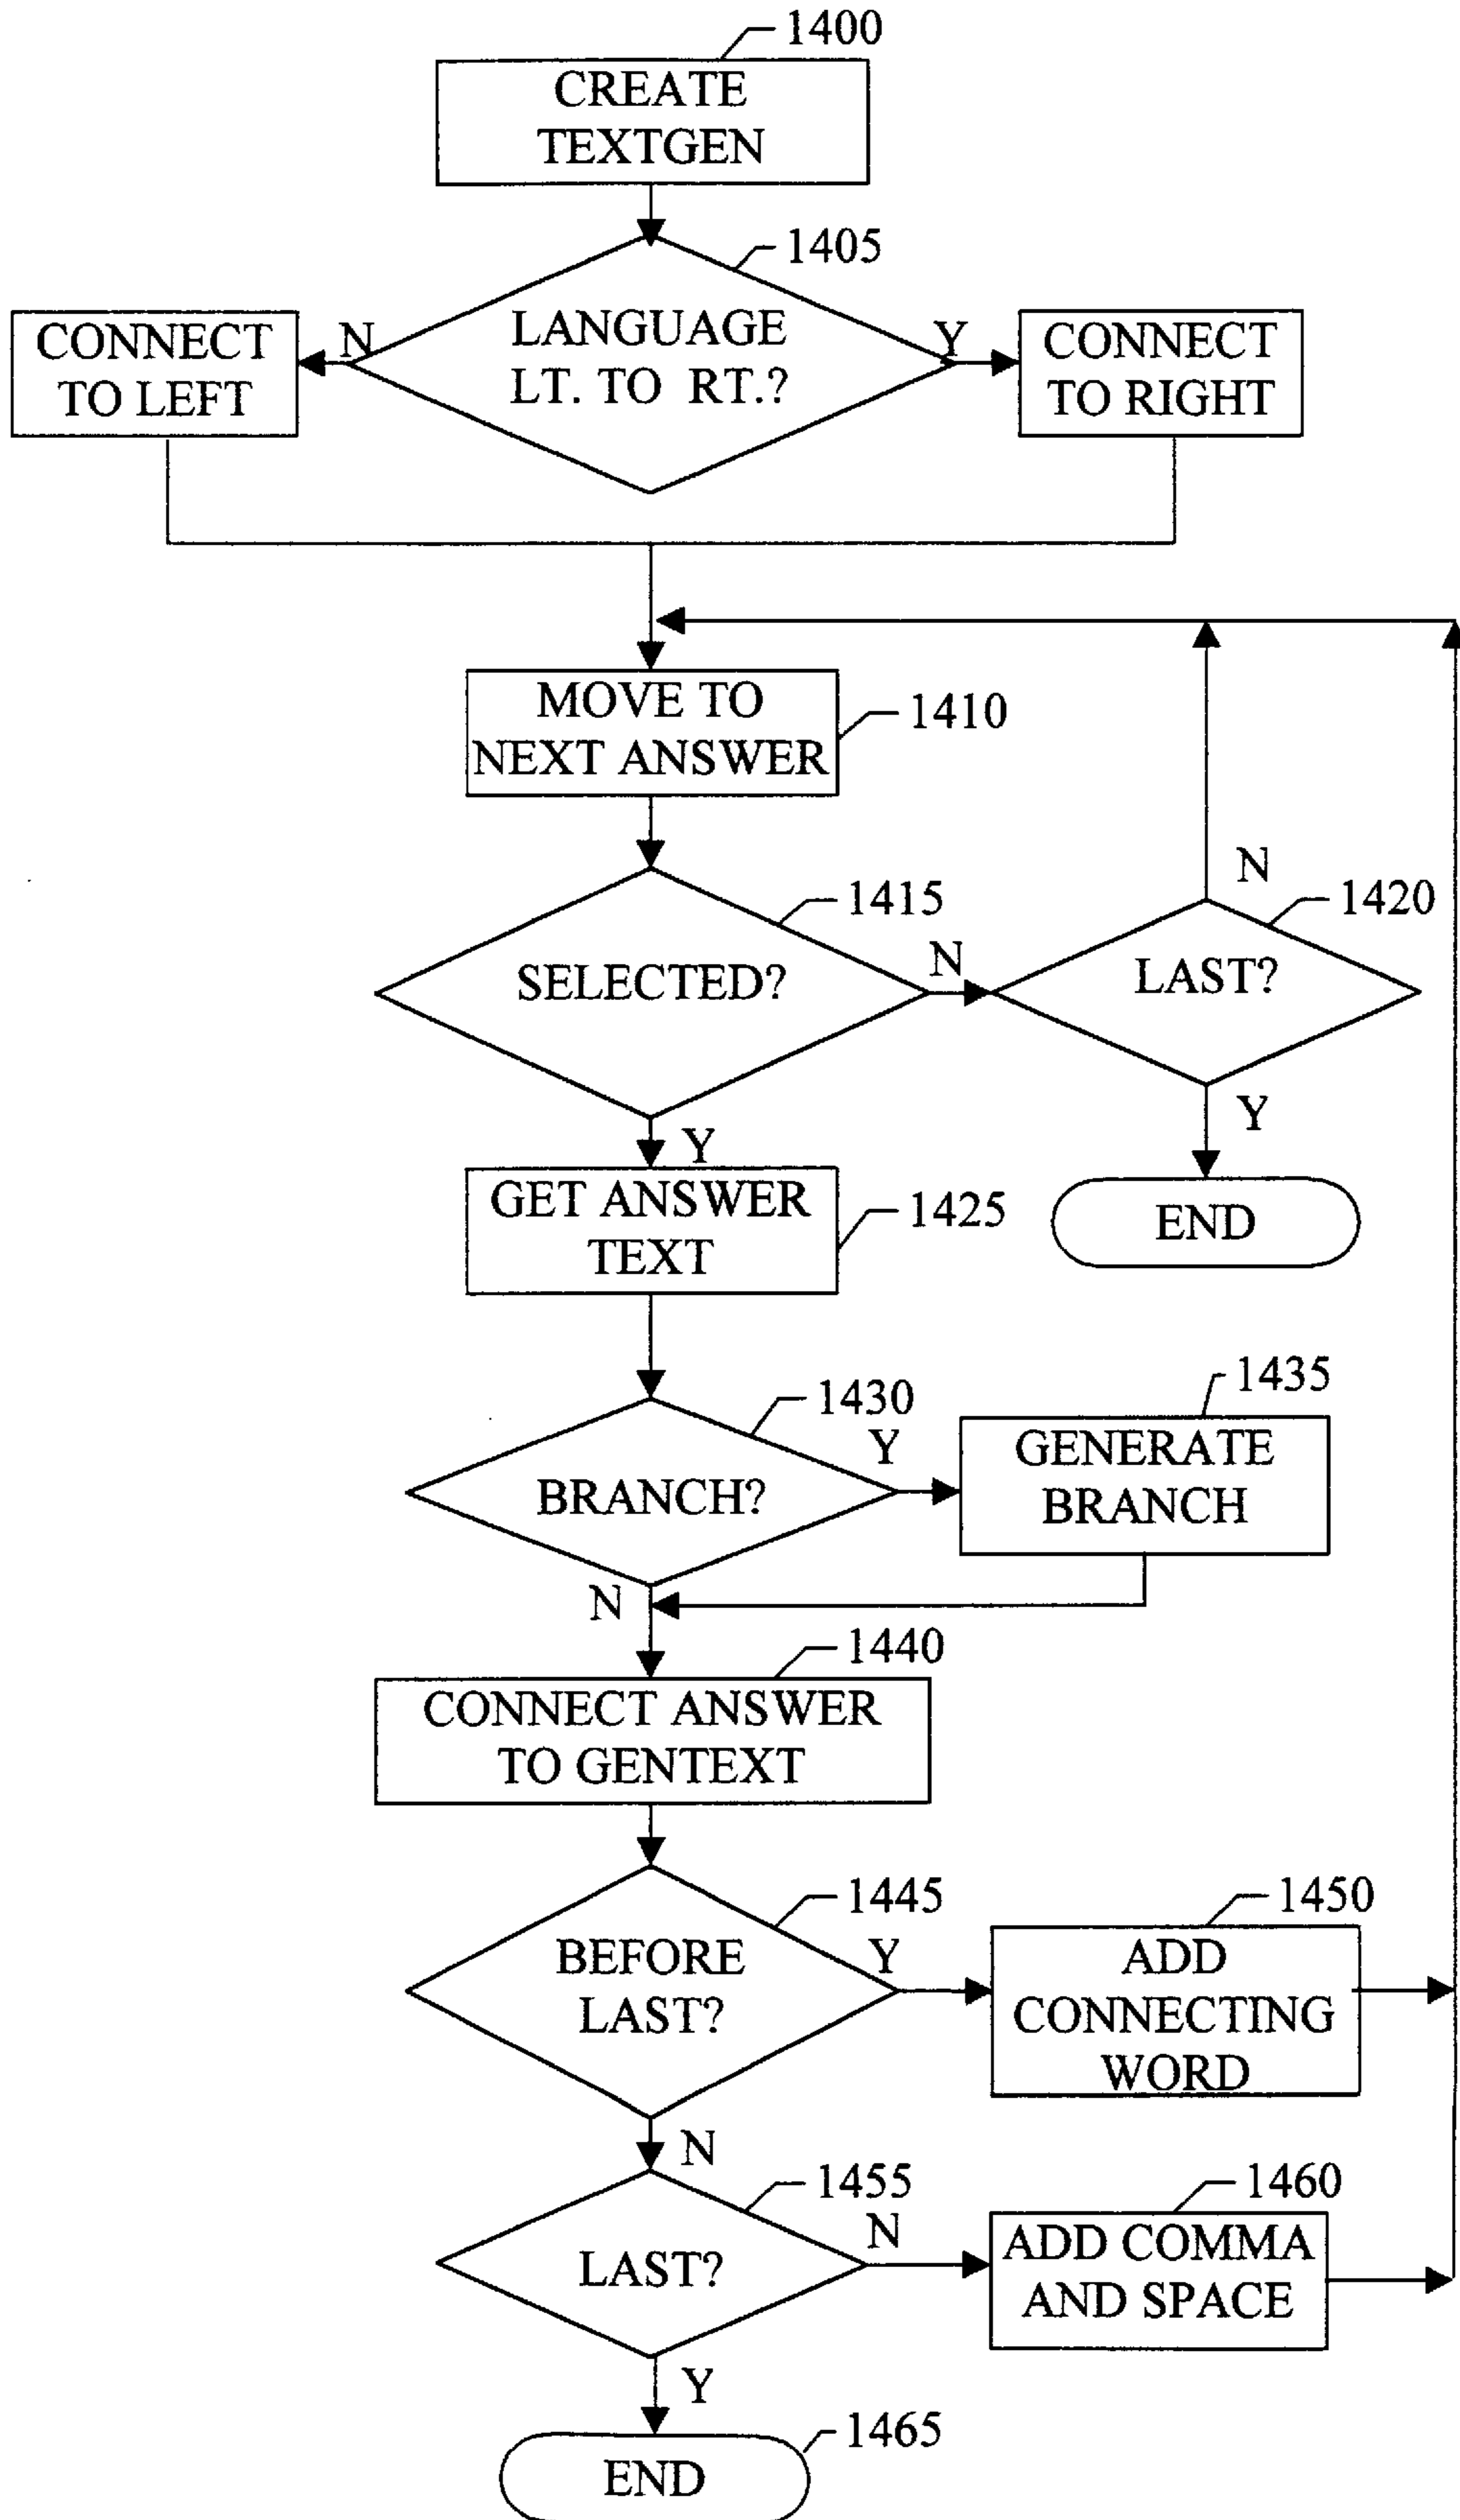 1400
CREATE
TEXTGEN
1405
LANGUAGE
LT. TO RT.?
N
Y
CONNECT
TO LEFT
CONNECT
TO RIGHT
MOVE TO
NEXT ANSWER
1410
1415
SELECTED?
N
Y
1420
LAST?
N
Y
END
GET ANSWER
TEXT
1425
1430
BRANCH?
Y
N
1435
GENERATE
BRANCH
1440
CONNECT ANSWER
TO GENTEXT
1445
BEFORE
LAST?
Y
N
1450
ADD
CONNECTING
WORD
1455
LAST?
N
Y
1460
ADD COMMA
AND SPACE
1465
END